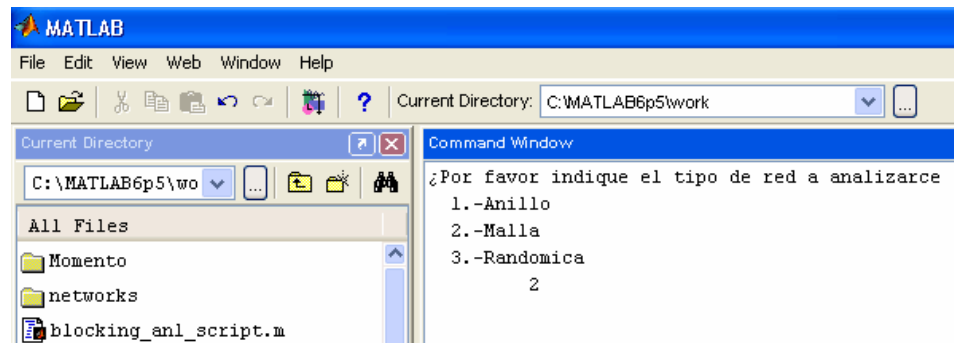 MATLAB
File Edit View Web Window Help
? Current Directory: C:\MATLAB6p5\work ...
Current Directory
C:\MATLAB6p5\wo ...
All Files
Momento
networks
blocking_anl_script.m
Command Window
¿Por favor indique el tipo de red a analizarce
1.-Anillo
2.-Malla
3.-Randomica
2